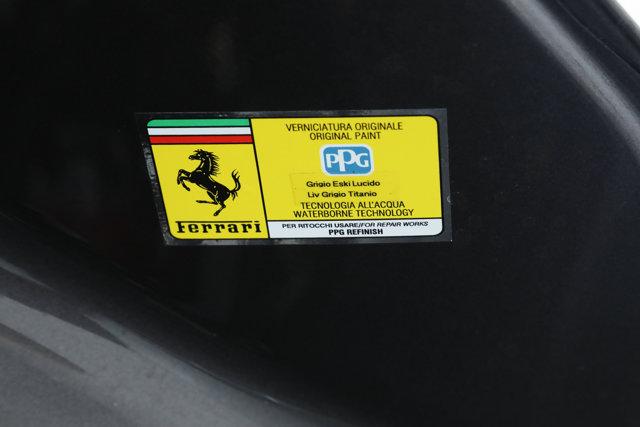 Ferrari
VERNICIATURA ORIGINALE
ORIGINAL PAINT
PPG
Grigio Eski Lucido
Liv Grigio Titanio
TECNOLOGIA ALL'ACQUA
WATERBORNE TECHNOLOGY
PER RITOCCHI USARE/FOR REPAIR WORKS
PPG REFINISH